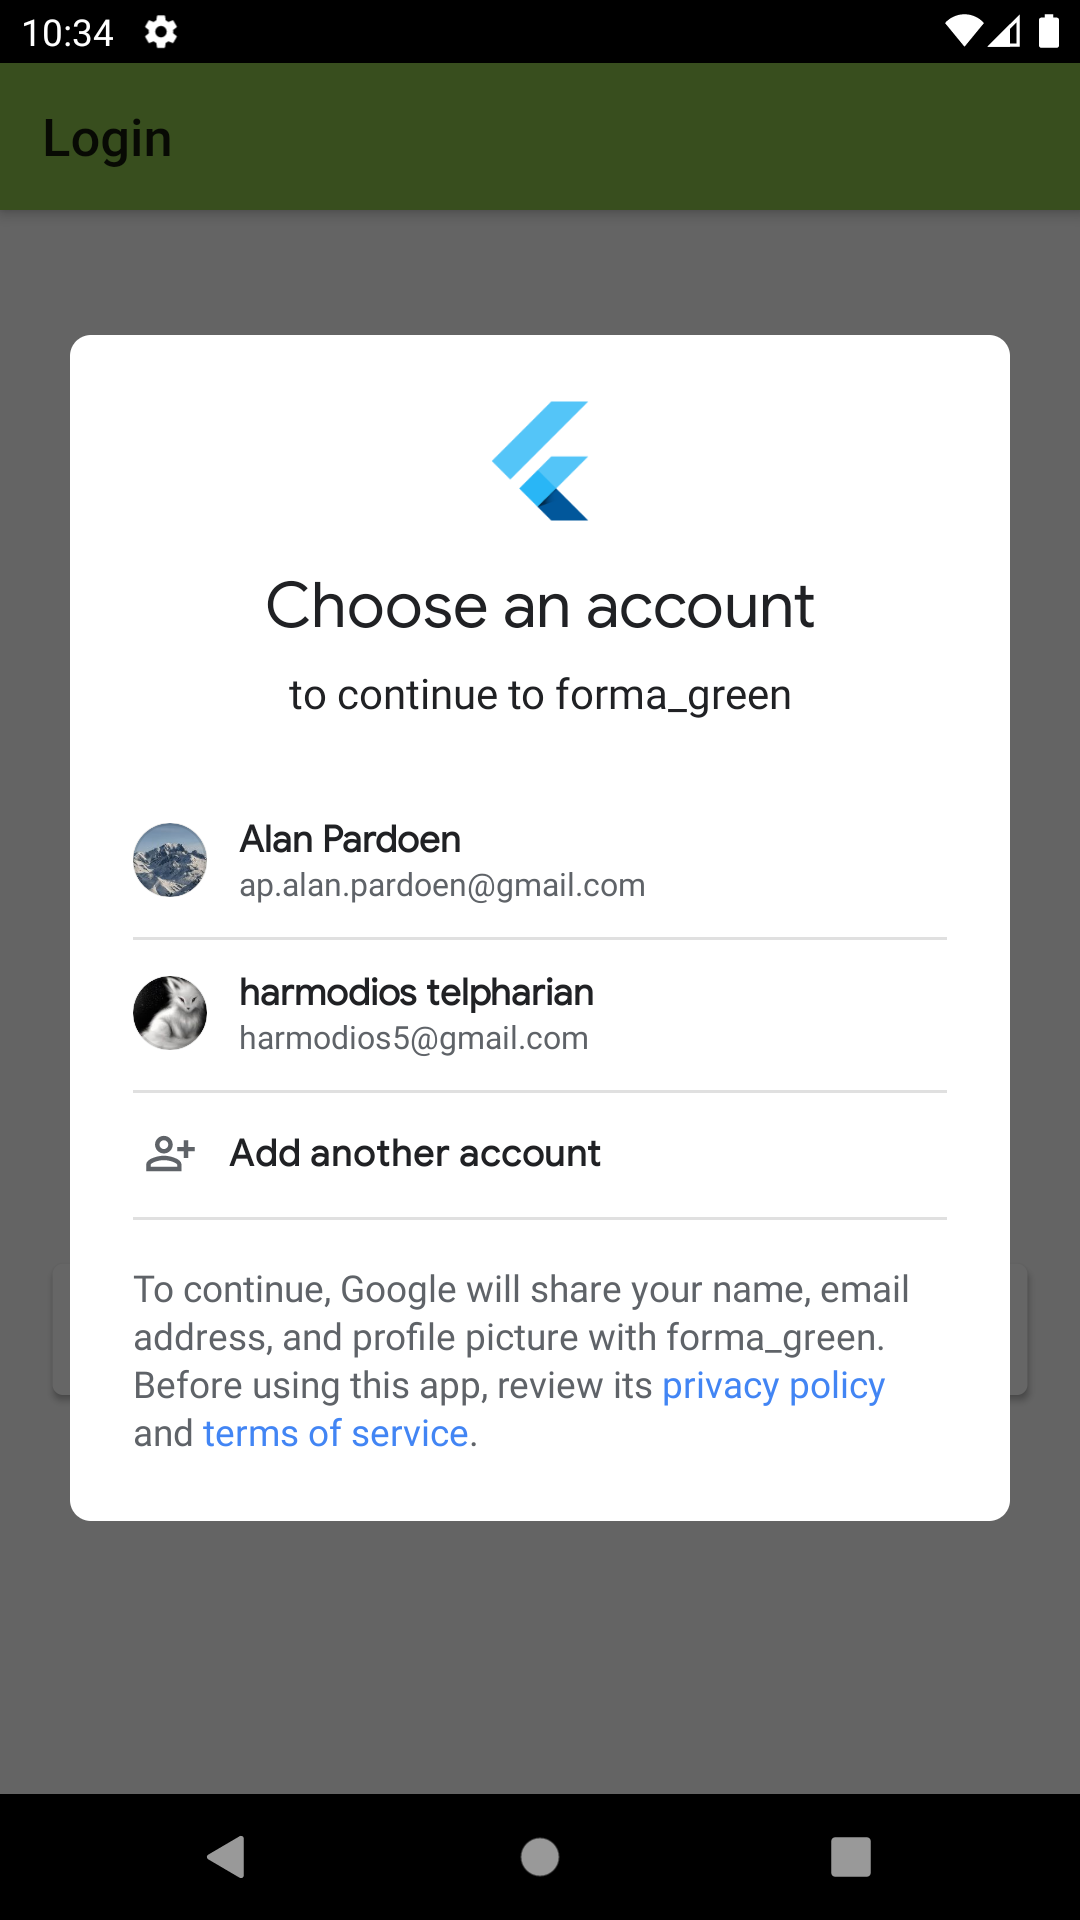 10:34
Login
Choose an account
to continue to forma_green
Alan Pardoen
ap.alan.pardoen@gmail.com
harmodios telpharian
harmodios5@gmail.com
Add another account
To continue, Google will share your name, email
address, and profile picture with forma_green.
Before using this app, review its privacy policy
and terms of service.